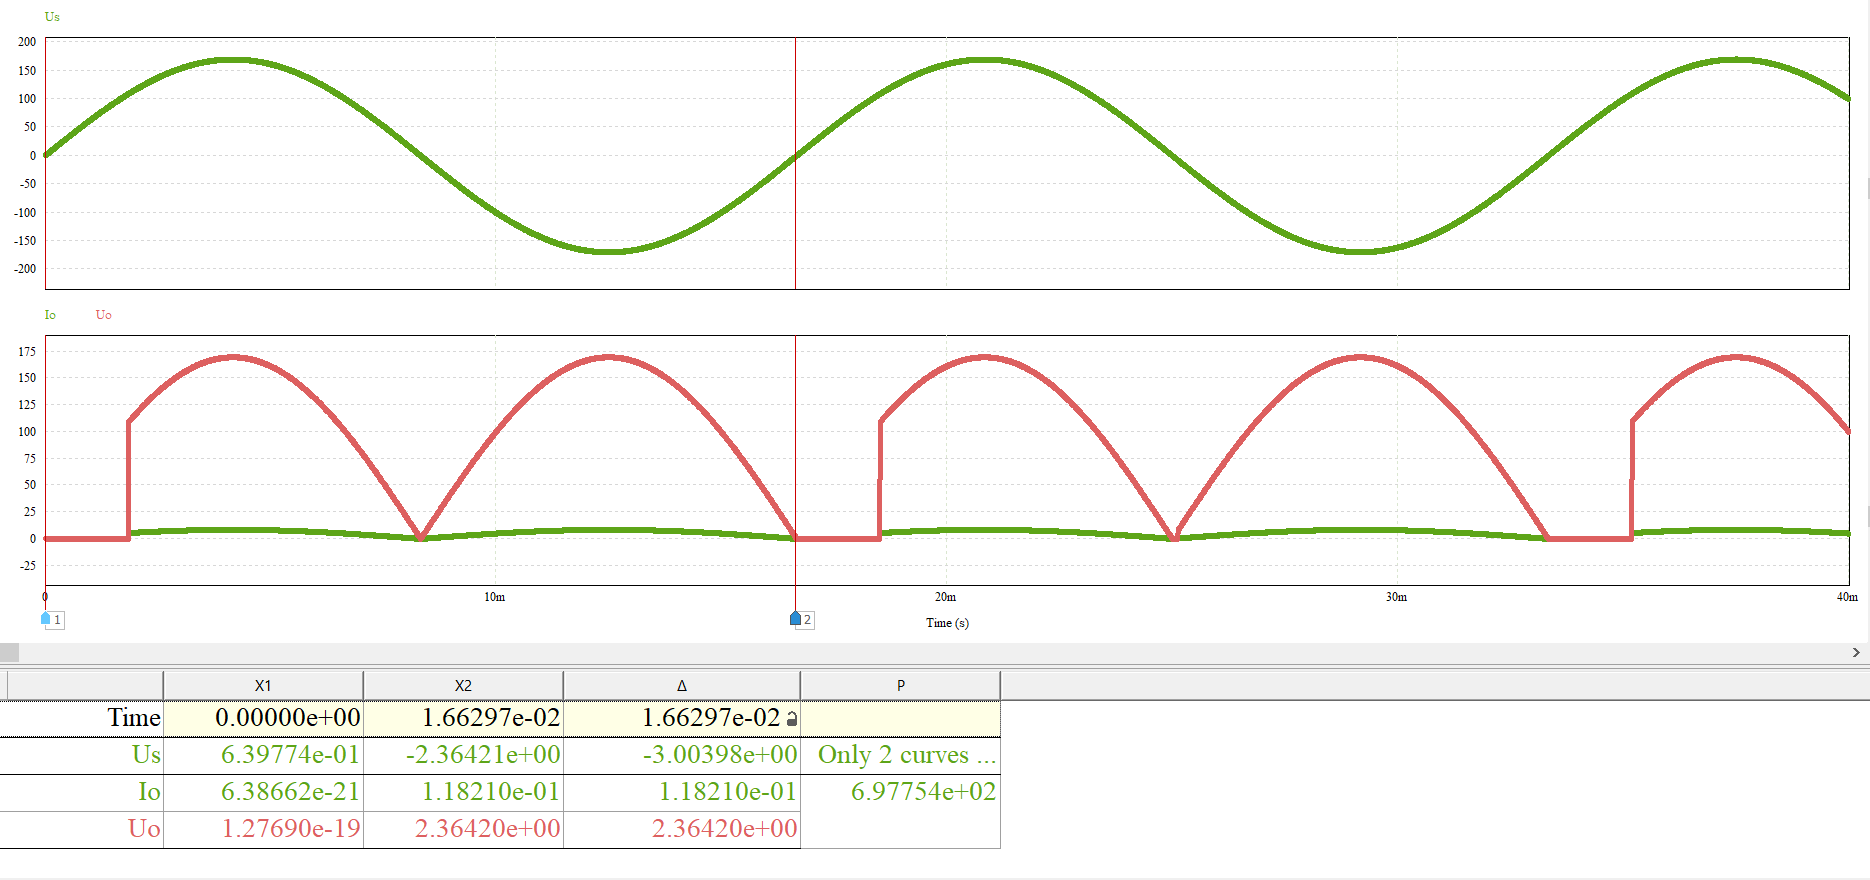 Us
200
150
100
50
0
-50
-100
-150
-200
Io Uo
175
150
125
100
75
50
25
0
-25
0 10m 20m 30m 40m
1 2
Time (s)
X1 X2 Δ P
Time 0.00000e+00 1.66297e-02 1.66297e-02
Us 6.39774e-01 -2.36421e+00 -3.00398e+00 Only 2 curves ...
Io 6.38662e-21 1.18210e-01 1.18210e-01 6.97754e+02
Uo 1.27690e-19 2.36420e+00 2.36420e+00